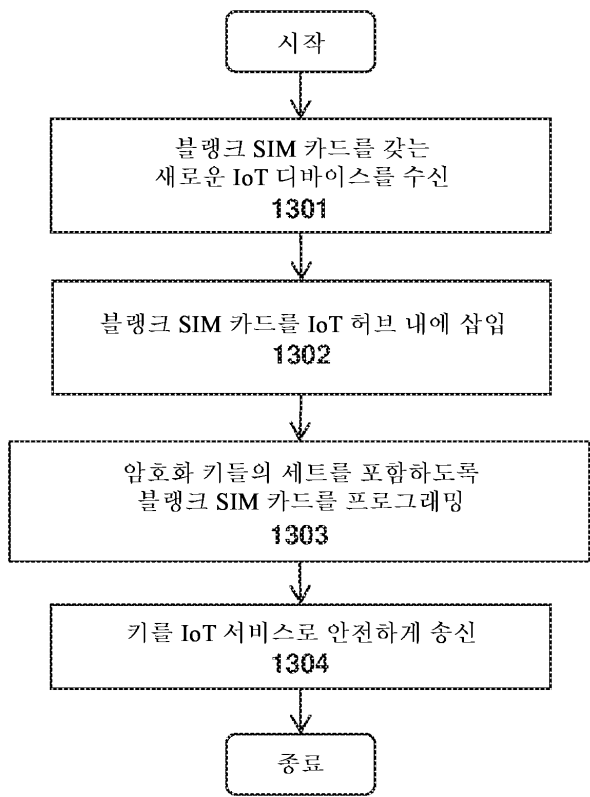 시작
블랭크 SIM 카드를 갖는
새로운 IoT 디바이스를 수신
1301
블랭크 SIM 카드를 IoT 허브 내에 삽입
1302
암호화 키들의 세트를 포함하도록
블랭크 SIM 카드를 프로그래밍
1303
키를 IoT 서비스로 안전하게 송신
1304
종료